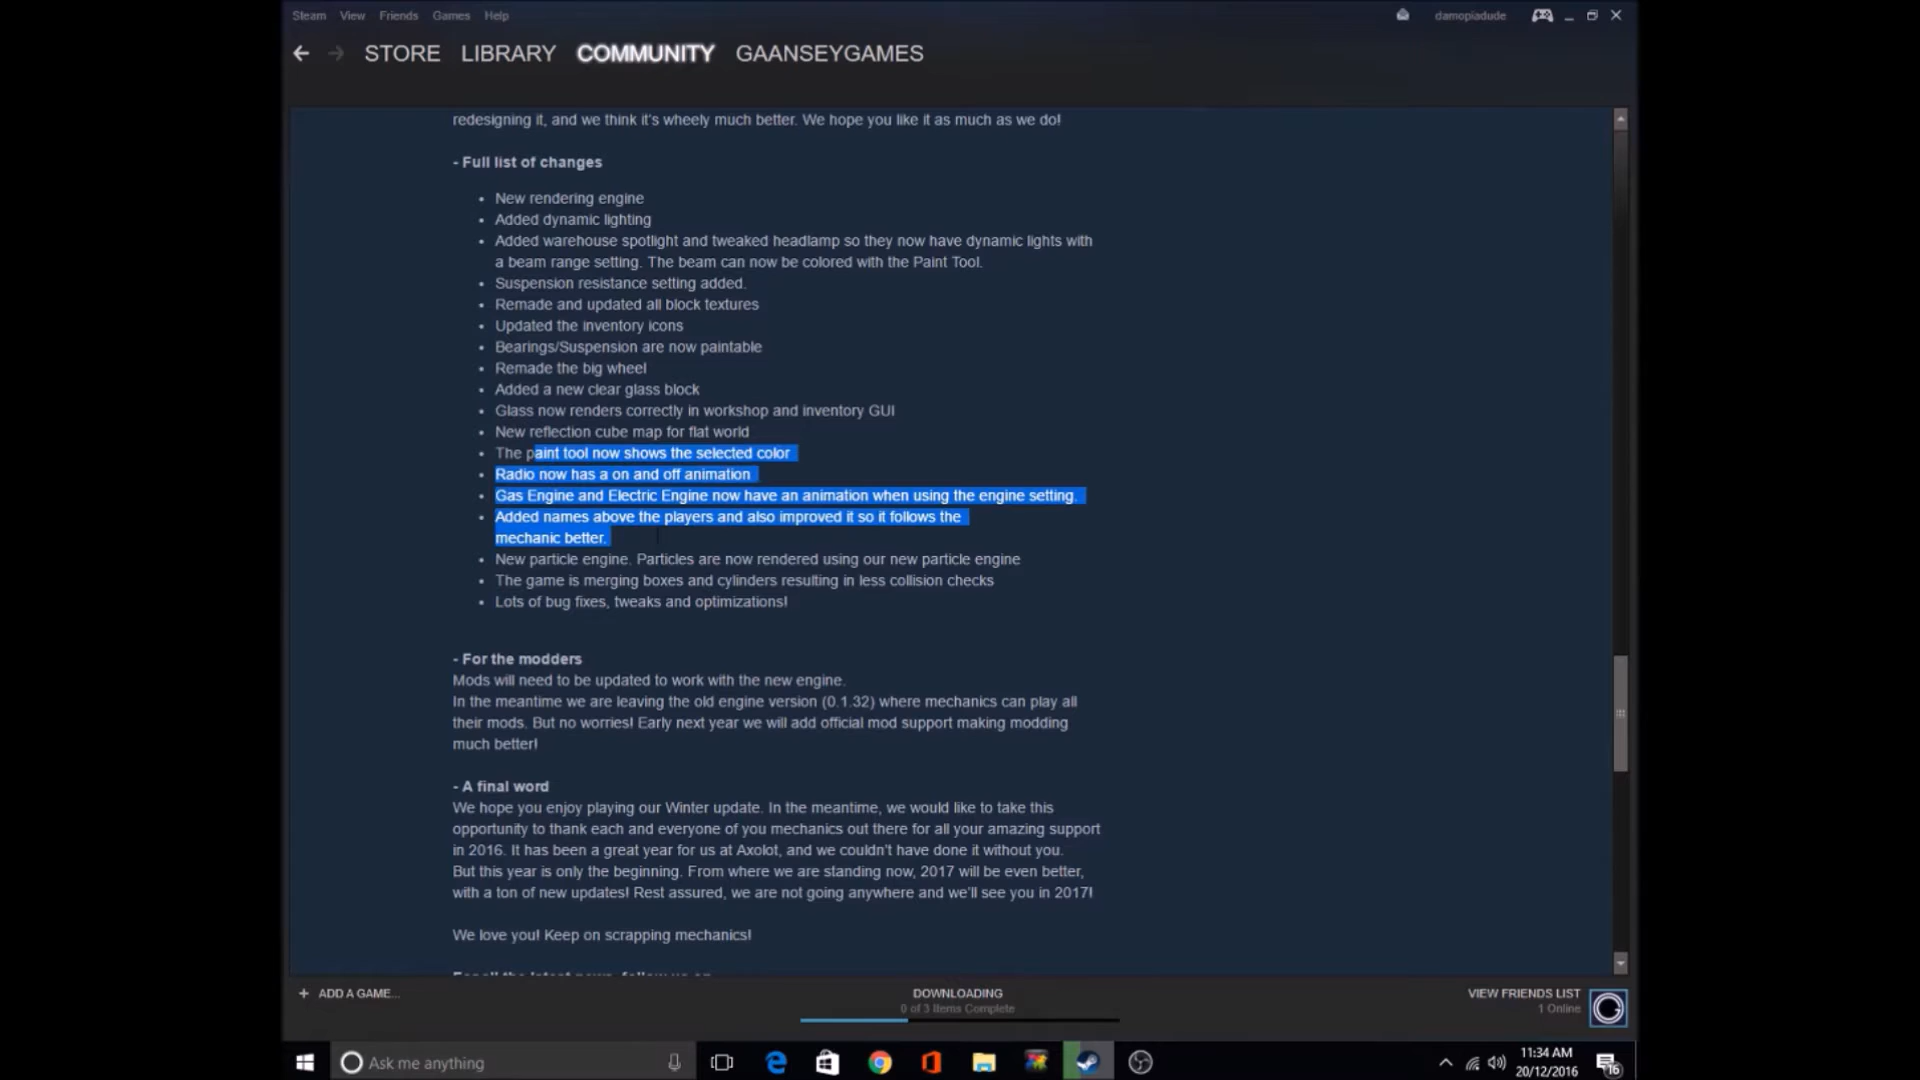 Steam View Friends Games Help
damopiadude
STORE LIBRARY COMMUNITY GAANSEYGAMES
redesigning it, and we think it's wheely much better. We hope you like it as much as we do!
- Full list of changes
• New rendering engine
• Added dynamic lighting
• Added warehouse spotlight and tweaked headlamp so they now have dynamic lights with
a beam range setting. The beam can now be colored with the Paint Tool.
• Suspension resistance setting added.
• Remade and updated all block textures
• Updated the inventory icons
• Bearings/Suspension are now paintable
• Remade the big wheel
• Added a new clear glass block
• Glass now renders correctly in workshop and inventory GUI
• New reflection cube map for flat world
• The paint tool now shows the selected color
• Radio now has a on and off animation
• Gas Engine and Electric Engine now have an animation when using the engine setting.
• Added names above the players and also improved it so it follows the
mechanic better.
• New particle engine. Particles are now rendered using our new particle engine
• The game is merging boxes and cylinders resulting in less collision checks
• Lots of bug fixes, tweaks and optimizations!
- For the modders
Mods will need to be updated to work with the new engine.
In the meantime we are leaving the old engine version (0.1.32) where mechanics can play all
their mods. But no worries! Early next year we will add official mod support making modding
much better!
- A final word
We hope you enjoy playing our Winter update. In the meantime, we would like to take this
opportunity to thank each and everyone of you mechanics out there for all your amazing support
in 2016. It has been a great year for us at Axolot, and we couldn't have done it without you.
But this year is only the beginning. From where we are standing now, 2017 will be even better,
with a ton of new updates! Rest assured, we are not going anywhere and we'll see you in 2017!
We love you! Keep on scrapping mechanics!
For all the latest news, follow us on
+ ADD A GAME...
DOWNLOADING
0 of 3 Items Complete
VIEW FRIENDS LIST
1 Online
Ask me anything
11:34 AM
20/12/2016
16